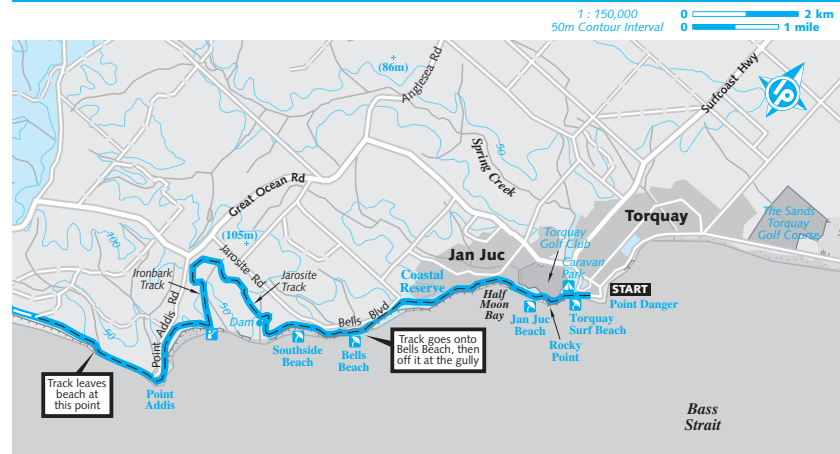 1 : 150,000
50m Contour Interval
0 2 km
0 1 mile
(86m)
Anglesea Rd
Surfcoast Hwy
50
Spring Creek
Great Ocean Rd
Torquay
The Sands
Torquay
Golf Course
100
(105m)
Jarosite Rd
Jan Juc
Torquay
Golf Club
Caravan
Park
Ironbark
Track
Jarosite
Track
Coastal
Reserve
START
Point Danger
Half
Moon
Bay
Point Addis Rd
50
Dam
Bells Blvd
Jan Juc
Beach
Torquay
Surf Beach
Rocky
Point
Southside
Beach
Bells
Beach
Track goes onto
Bells Beach, then
off it at the gully
Track leaves
beach at
this point
Point
Addis
Bass
Strait